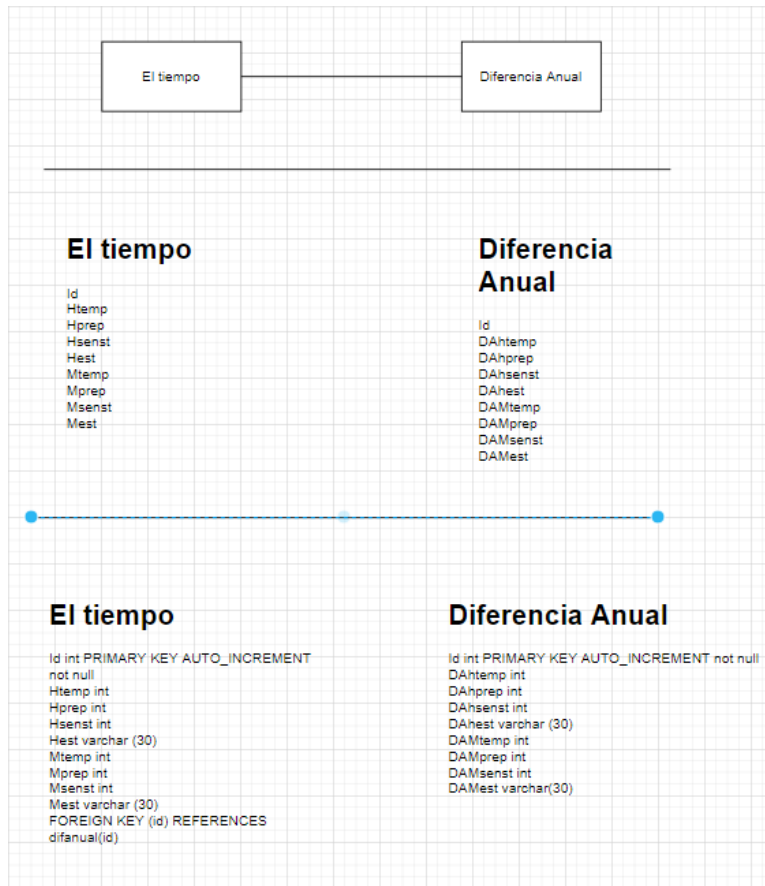 El tiempo
Diferencia Anual
El tiempo
Id
Htemp
Hprep
Hsenst
Hest
Mtemp
Mprep
Msenst
Mest
Diferencia
Anual
Id
DAhtemp
DAhprep
DAhsenst
DAhest
DAMtemp
DAMprep
DAMsenst
DAMest
El tiempo
Id int PRIMARY KEY AUTO_INCREMENT
not null
Htemp int
Hprep int
Hsenst int
Hest varchar (30)
Mtemp int
Mprep int
Msenst int
Mest varchar (30)
FOREIGN KEY (id) REFERENCES
difanual(id)
Diferencia Anual
Id int PRIMARY KEY AUTO_INCREMENT not null
DAhtemp int
DAhprep int
DAhsenst int
DAhest varchar (30)
DAMtemp int
DAMprep int
DAMsenst int
DAMest varchar(30)